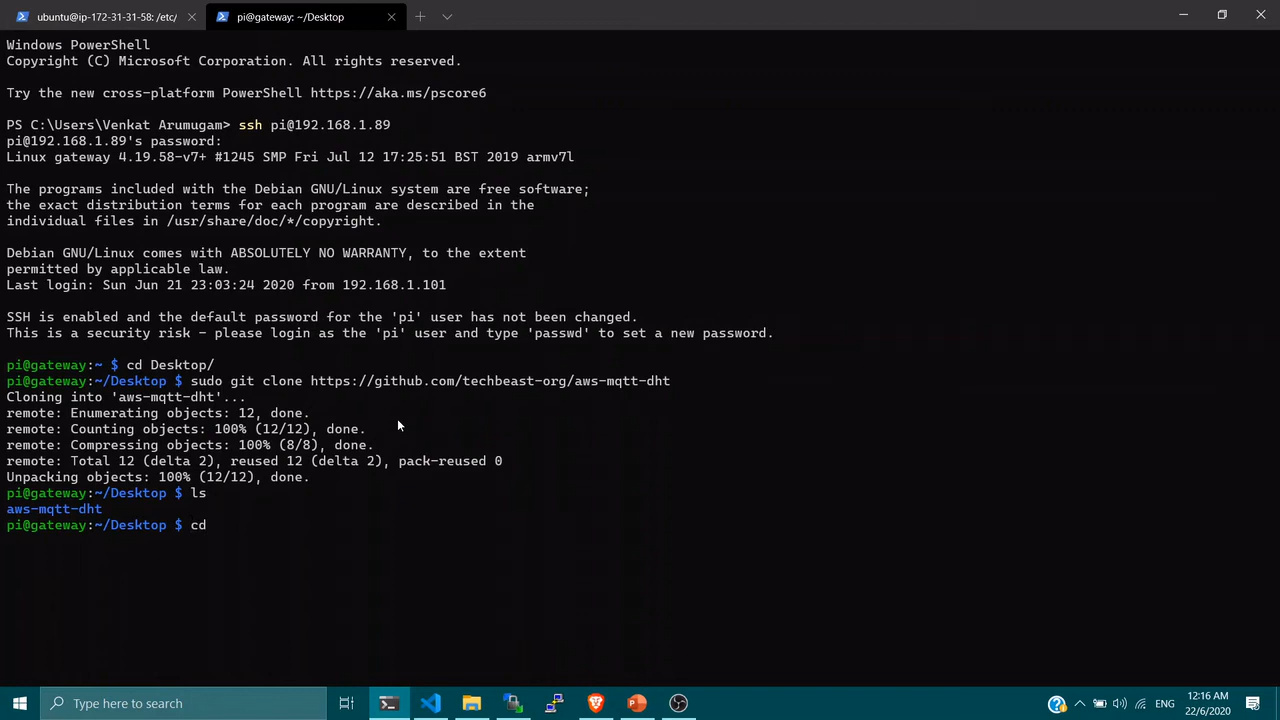 ubuntu@ip-172-31-31-58: /etc/
pi@gateway: ~/Desktop
Windows PowerShell
Copyright (C) Microsoft Corporation. All rights reserved.
Try the new cross-platform PowerShell https://aka.ms/pscore6
PS C:\Users\Venkat Arumugam> ssh pi@192.168.1.89
pi@192.168.1.89's password:
Linux gateway 4.19.58-v7+ #1245 SMP Fri Jul 12 17:25:51 BST 2019 armv7l
The programs included with the Debian GNU/Linux system are free software;
the exact distribution terms for each program are described in the
individual files in /usr/share/doc/*/copyright.
Debian GNU/Linux comes with ABSOLUTELY NO WARRANTY, to the extent
permitted by applicable law.
Last login: Sun Jun 21 23:03:24 2020 from 192.168.1.101
SSH is enabled and the default password for the 'pi' user has not been changed.
This is a security risk - please login as the 'pi' user and type 'passwd' to set a new password.
pi@gateway:~ $ cd Desktop/
pi@gateway:~/Desktop $ sudo git clone https://github.com/techbeast-org/aws-mqtt-dht
Cloning into 'aws-mqtt-dht'...
remote: Enumerating objects: 12, done.
remote: Counting objects: 100% (12/12), done.
remote: Compressing objects: 100% (8/8), done.
remote: Total 12 (delta 2), reused 12 (delta 2), pack-reused 0
Unpacking objects: 100% (12/12), done.
pi@gateway:~/Desktop $ ls
aws-mqtt-dht
pi@gateway:~/Desktop $ cd
Type here to search
ENG
12:16 AM
22/6/2020